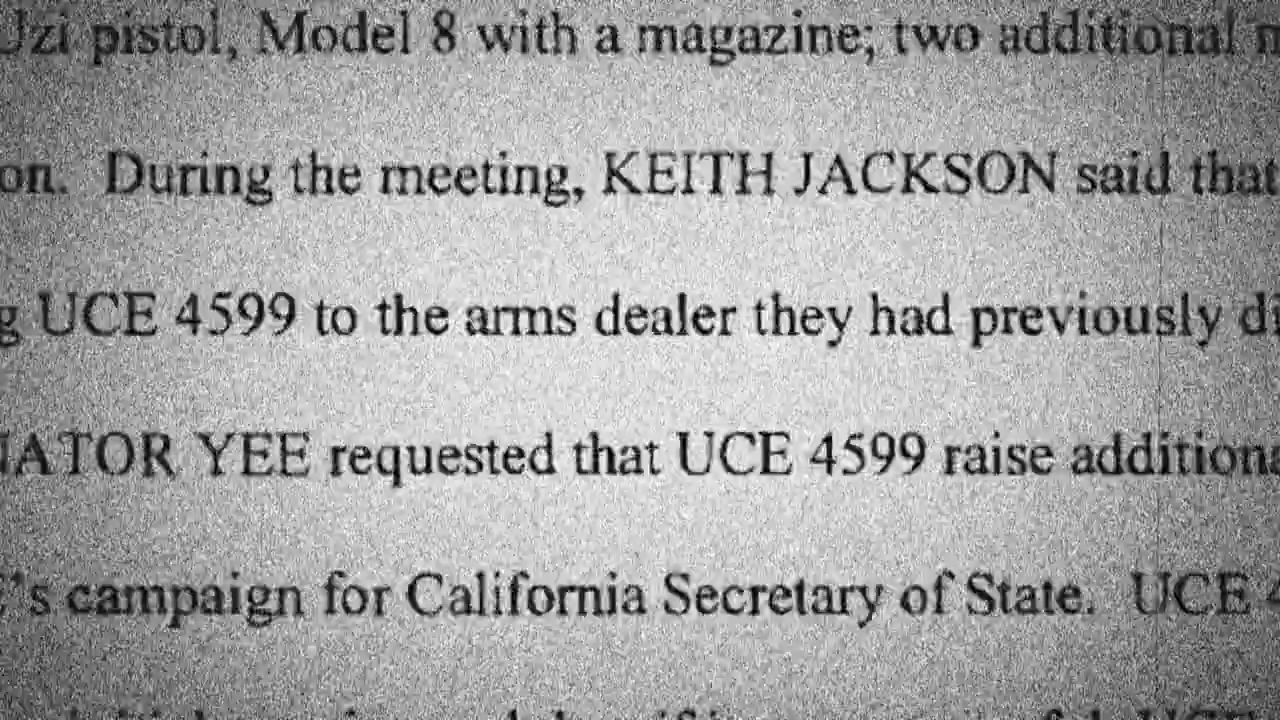 Uzi pistol, Model 8 with a magazine; two additional
on. During the meeting, KEITH JACKSON said that
g UCE 4599 to the arms dealer they had previously
NATOR YEE requested that UCE 4599 raise additiona
's campaign for California Secretary of State. UCE 4